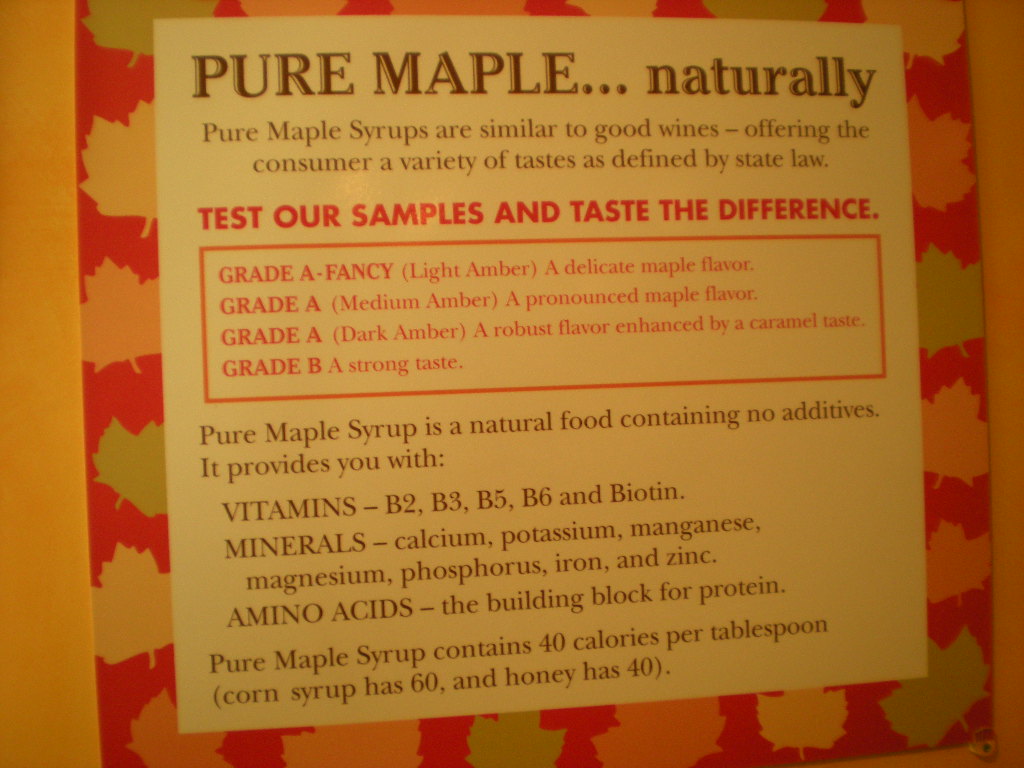 PURE MAPLE... naturally
Pure Maple Syrups are similar to good wines – offering the
consumer a variety of tastes as defined by state law.
TEST OUR SAMPLES AND TASTE THE DIFFERENCE.
GRADE A-FANCY (Light Amber) A delicate maple flavor.
GRADE A (Medium Amber) A pronounced maple flavor.
GRADE A (Dark Amber) A robust flavor enhanced by a caramel taste.
GRADE B A strong taste.
Pure Maple Syrup is a natural food containing no additives.
It provides you with:
VITAMINS – B2, B3, B5, B6 and Biotin.
MINERALS – calcium, potassium, manganese,
magnesium, phosphorus, iron, and zinc.
AMINO ACIDS – the building block for protein.
Pure Maple Syrup contains 40 calories per tablespoon
(corn syrup has 60, and honey has 40).